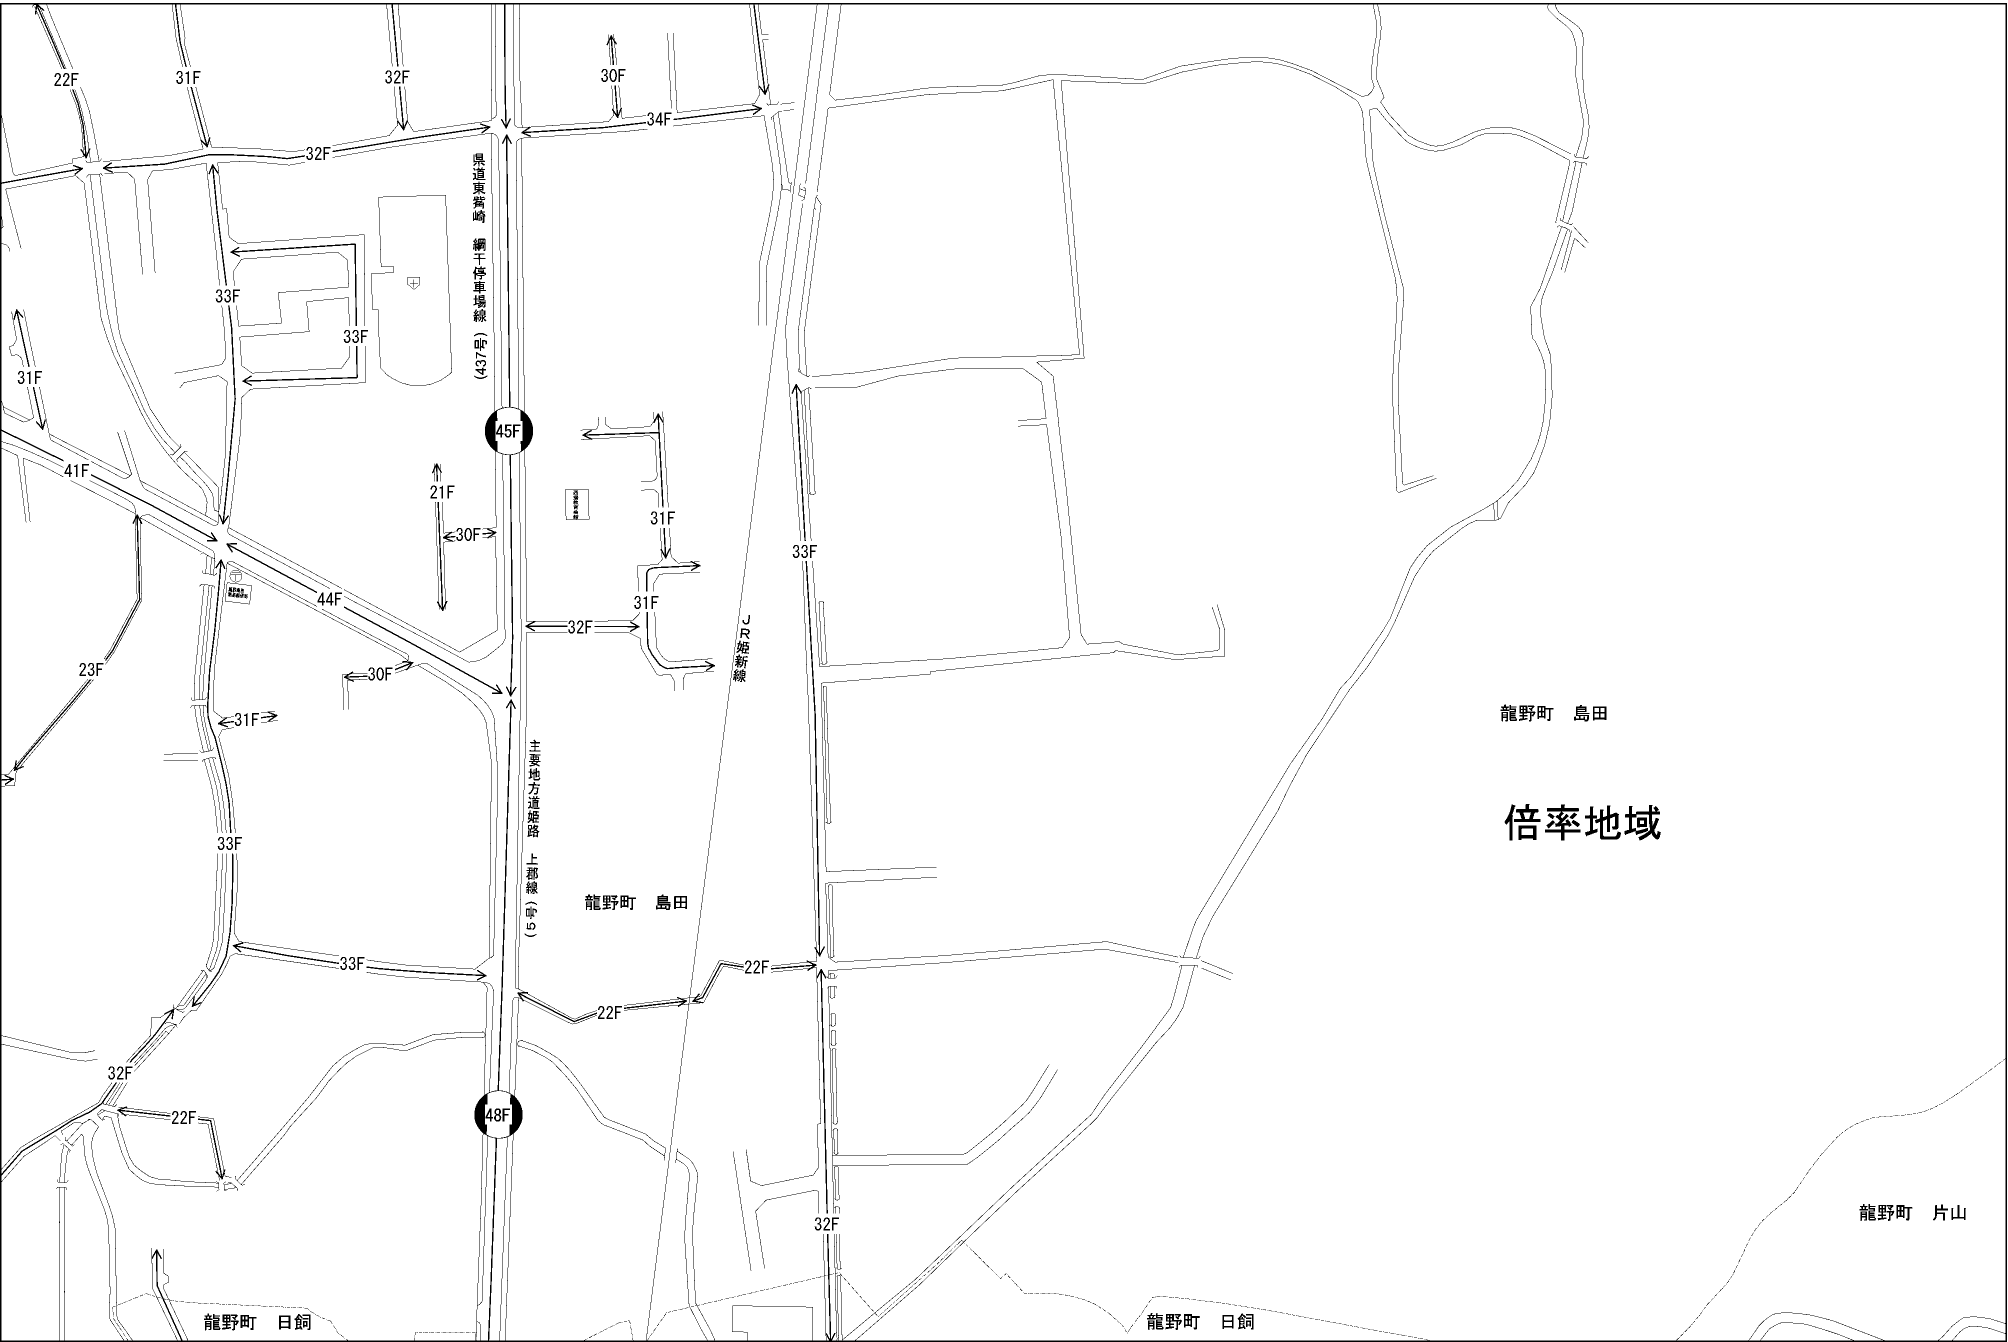 22F
31F
32F
30F
34F
32F
県道東觜崎　網干停車場線（437号）
33F
33F
31F
45F
41F
21F
31F
30F
33F
44F
31F
32F
JR姫新線
23F
30F
31F
龍野町　島田
主要地方道姫路　上郡線（5号）
倍率地域
33F
龍野町　島田
33F
22F
22F
32F
48F
22F
32F
龍野町　片山
龍野町　日飼
龍野町　日飼